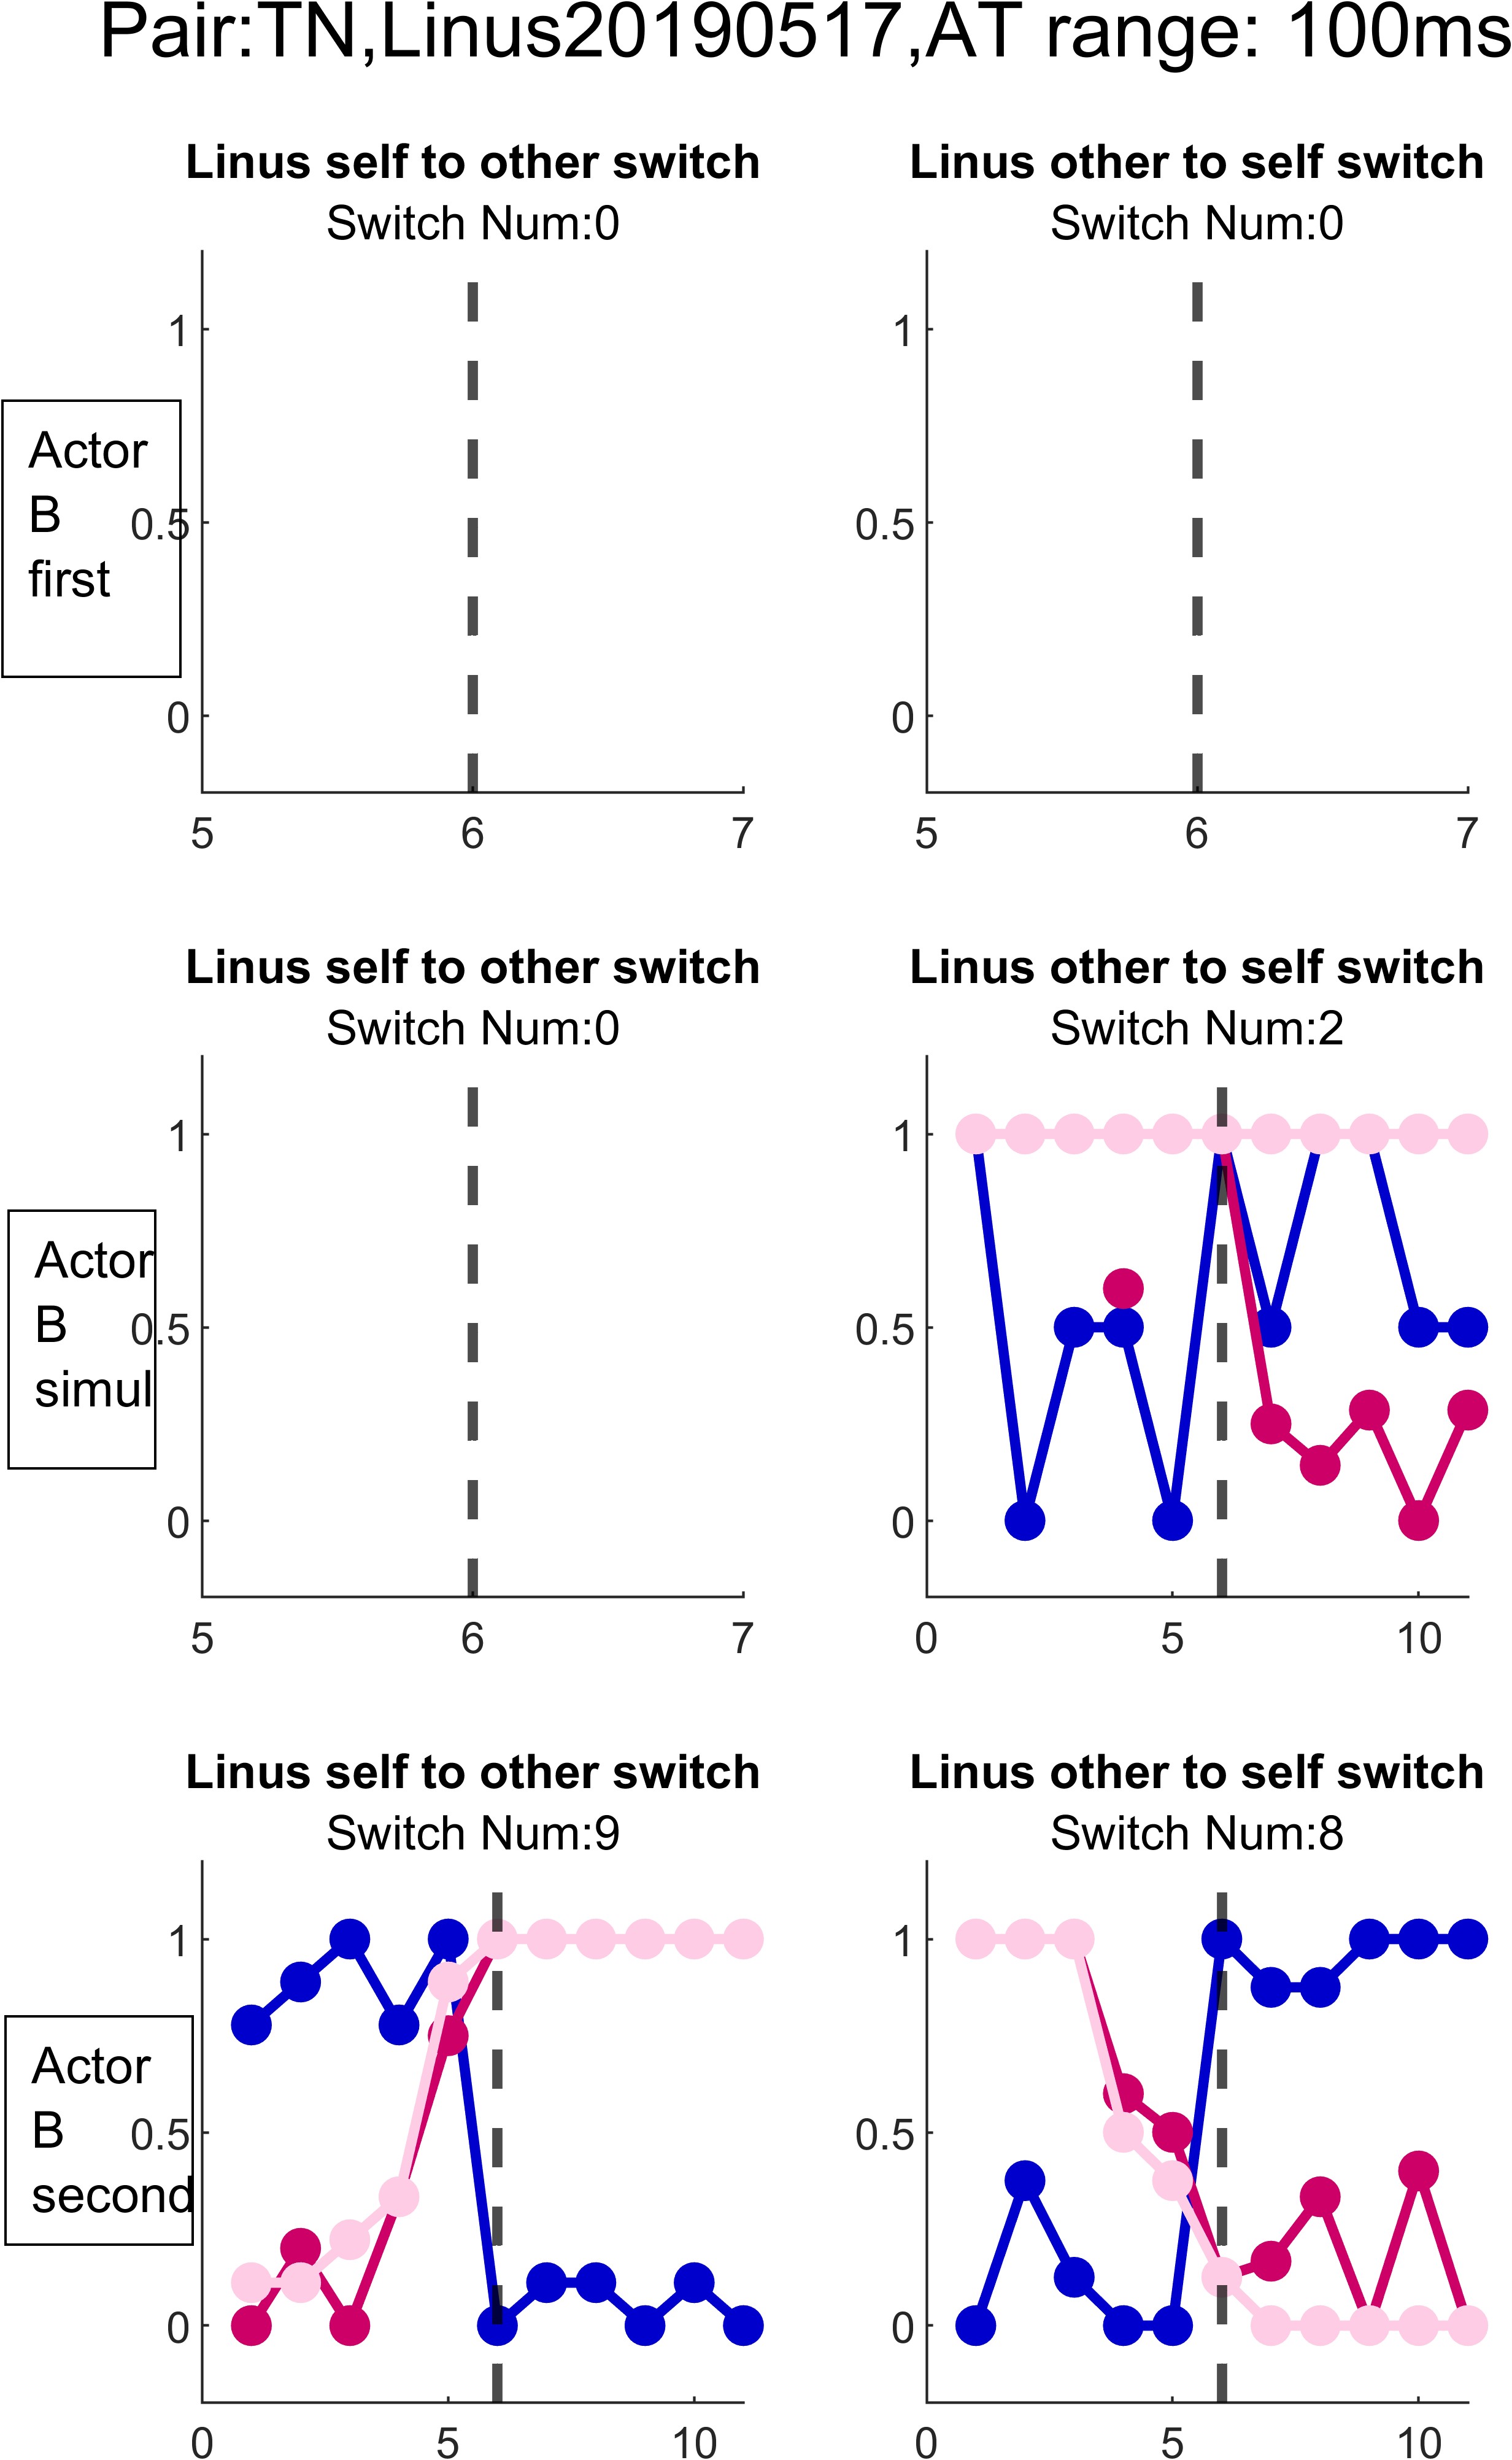 Pair:TN,Linus20190517,AT range: 100ms
Linus self to other switch
Switch Num:0
1
0.5
0
5 6 7
Linus other to self switch
Switch Num:0
1
0.5
0
5 6 7
Actor
B
first
Linus self to other switch
Switch Num:0
1
0.5
0
5 6 7
Linus other to self switch
Switch Num:2
1
0.5
0
0 5 10
Actor
B
simul
Linus self to other switch
Switch Num:9
1
0.5
0
0 5 10
Linus other to self switch
Switch Num:8
1
0.5
0
0 5 10
Actor
B
second